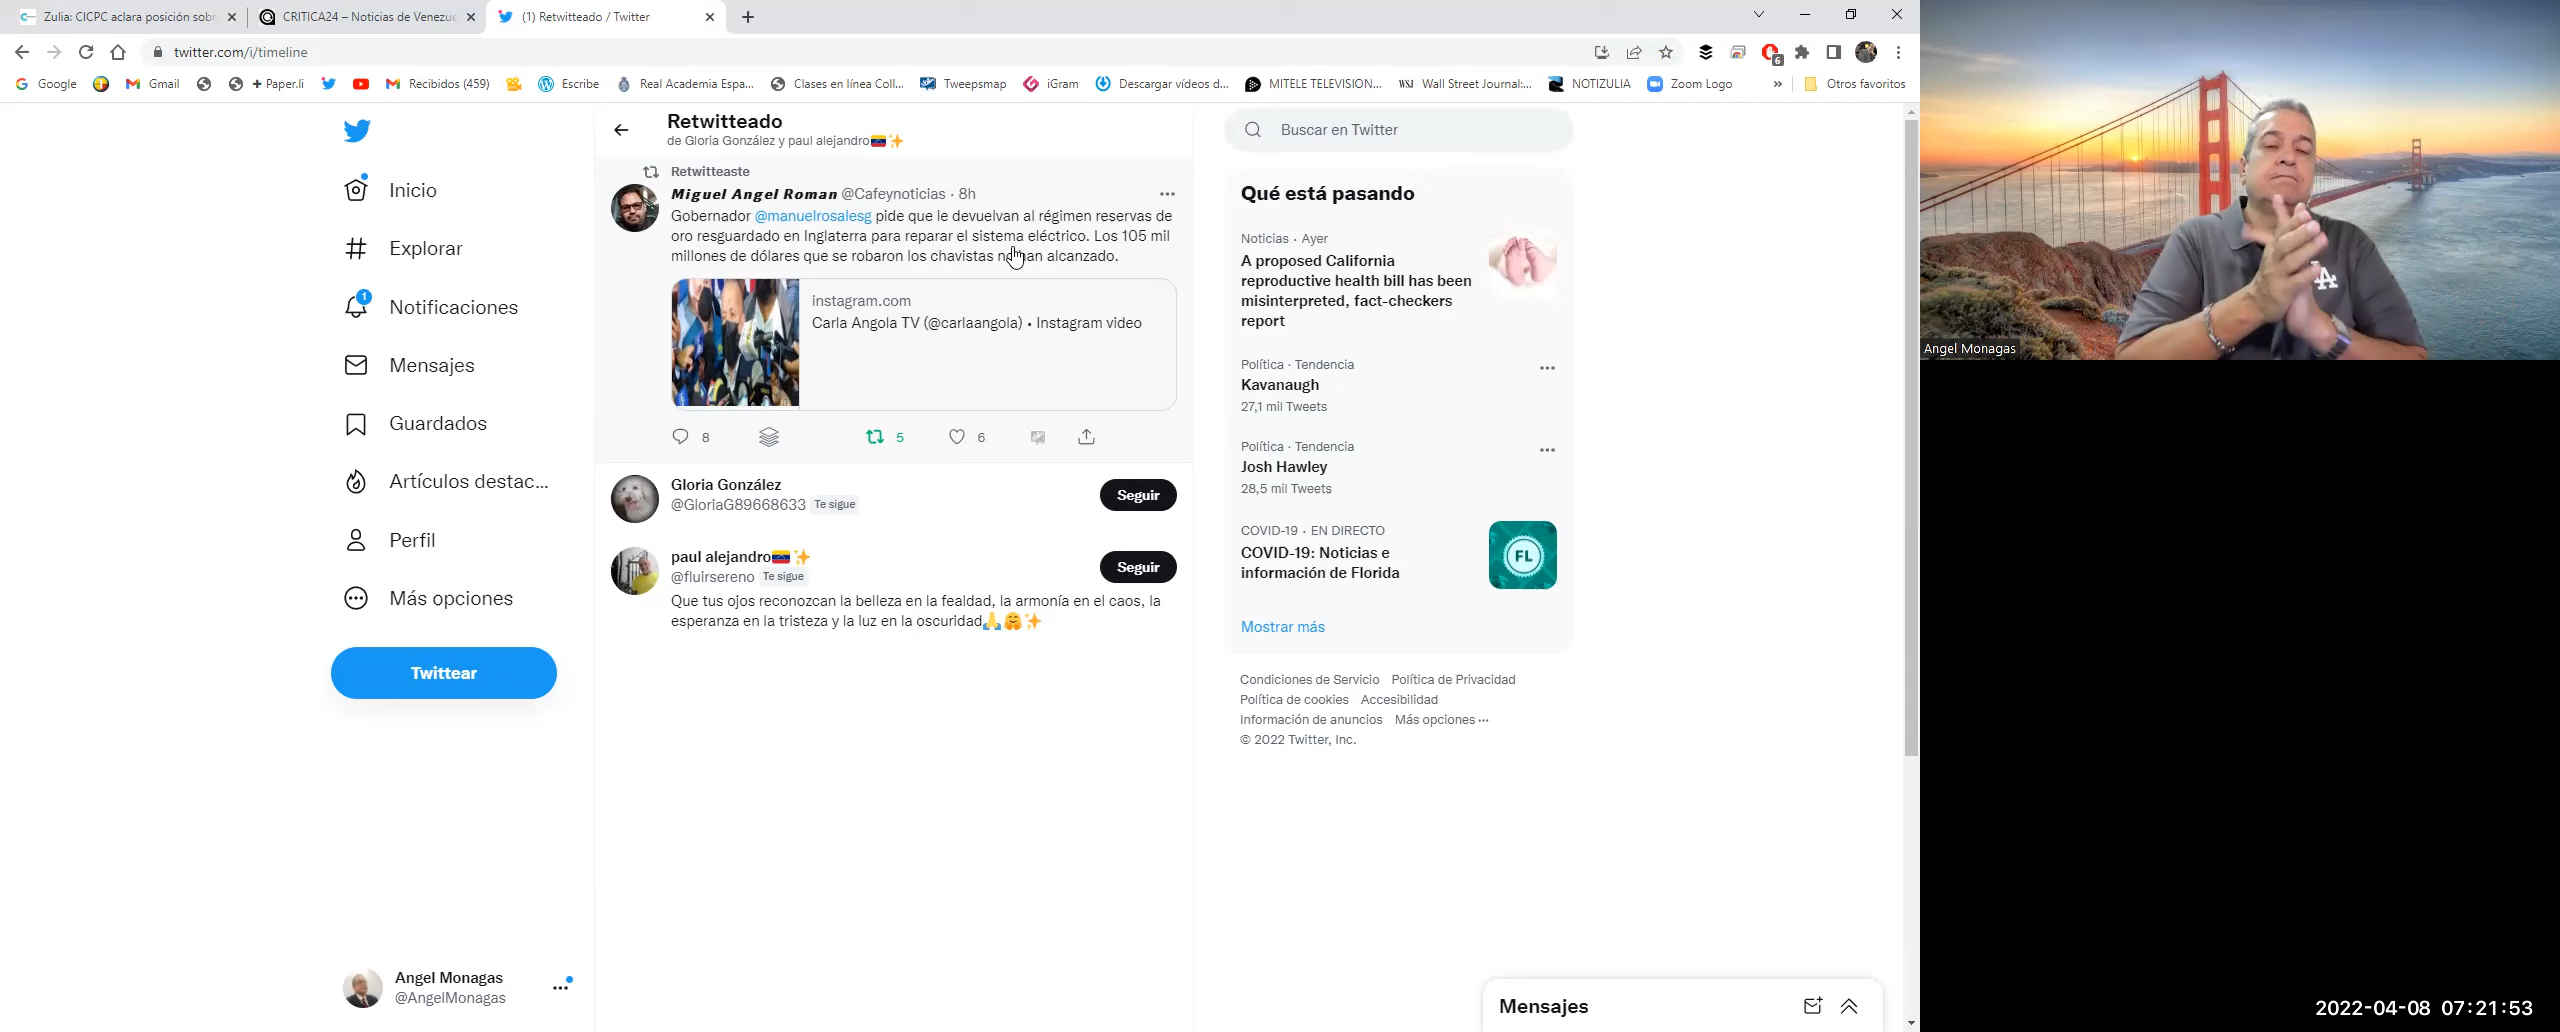 Zulia: CICPC aclara posición sob
CRITICA24 – Noticias de Venezue
(1) Retwitteado / Twitter
twitter.com/i/timeline
6
Google
Gmail
+ Paper.li
Recibidos (459)
Escribe
Real Academia Espa...
Clases en línea Coll...
Tweepsmap
iGram
Descargar vídeos d...
MITELE TELEVISION...
WSJ Wall Street Journal:...
NOTIZULIA
Zoom Logo
»
Otros favoritos
Inicio
Explorar
1
Notificaciones
Mensajes
Guardados
Artículos destac...
Perfil
Más opciones
Twittear
Angel Monagas
@AngelMonagas
Retwitteado
de Gloria González y paul alejandro🇻🇪✨
Retwitteaste
Miguel Angel Roman @Cafeynoticias · 8h
Gobernador @manuelrosalesg pide que le devuelvan al régimen reservas de
oro resguardado en Inglaterra para reparar el sistema eléctrico. Los 105 mil
millones de dólares que se robaron los chavistas no han alcanzado.
instagram.com
Carla Angola TV (@carlaangola) • Instagram video
8
5
6
Gloria González
@GloriaG89668633 Te sigue
Seguir
paul alejandro🇻🇪✨
@fluirsereno Te sigue
Seguir
Que tus ojos reconozcan la belleza en la fealdad, la armonía en el caos, la
esperanza en la tristeza y la luz en la oscuridad🙏🤗✨
Buscar en Twitter
Qué está pasando
Noticias · Ayer
A proposed California
reproductive health bill has been
misinterpreted, fact-checkers
report
Política · Tendencia
Kavanaugh
27,1 mil Tweets
Política · Tendencia
Josh Hawley
28,5 mil Tweets
COVID-19 · EN DIRECTO
COVID-19: Noticias e
información de Florida
FL
Mostrar más
Condiciones de Servicio Política de Privacidad
Política de cookies Accesibilidad
Información de anuncios Más opciones ···
© 2022 Twitter, Inc.
Mensajes
LA
Angel Monagas
2022-04-08 07:21:53